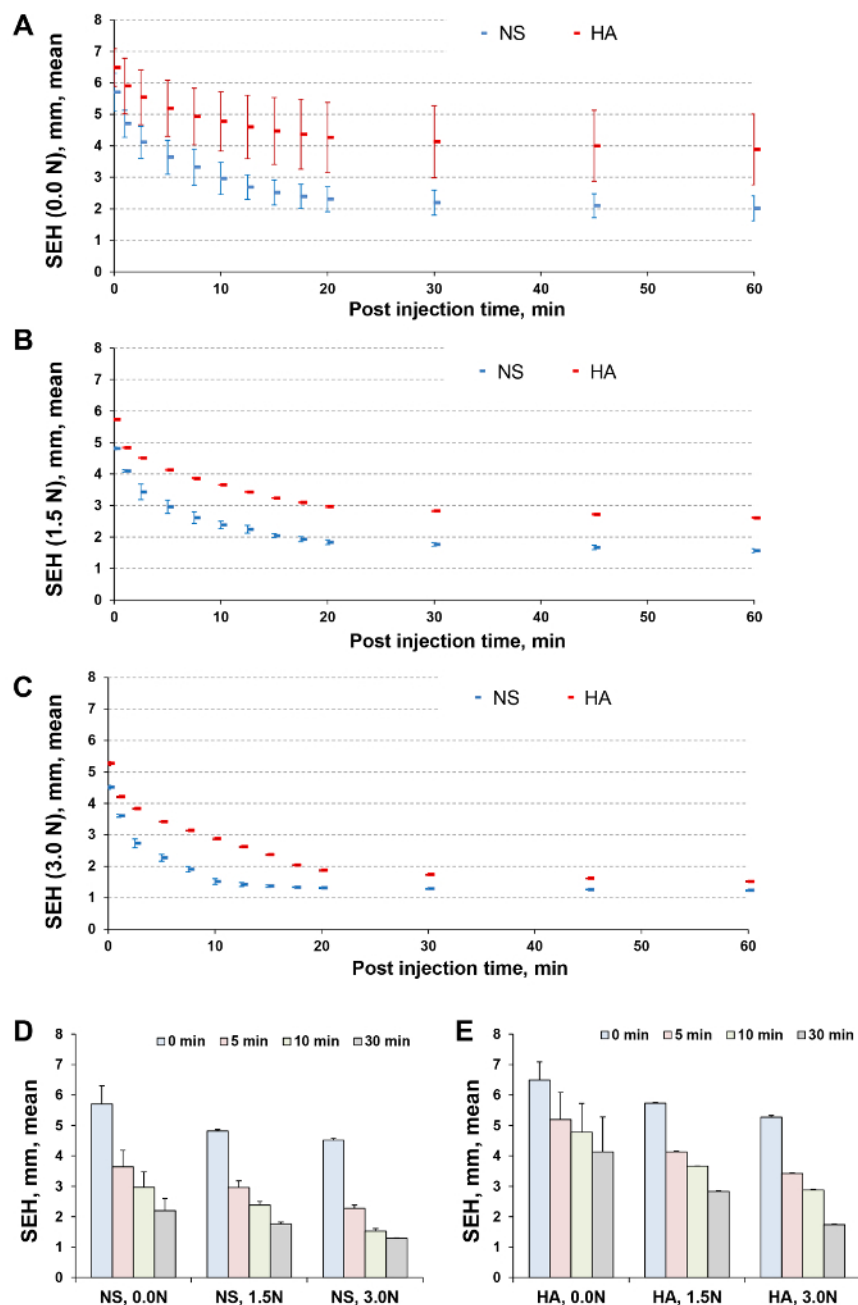 A
NS HA
SEH (0.0 N), mm, mean
8
7
6
5
4
3
2
1
0
0 10 20 30 40 50 60
Post injection time, min
B
NS HA
SEH (1.5 N), mm, mean
8
7
6
5
4
3
2
1
0
0 10 20 30 40 50 60
Post injection time, min
C
NS HA
SEH (3.0 N), mm, mean
8
7
6
5
4
3
2
1
0
0 10 20 30 40 50 60
Post injection time, min
D
0 min 5 min 10 min 30 min
SEH, mm, mean
8
7
6
5
4
3
2
1
0
NS, 0.0N NS, 1.5N NS, 3.0N
E
0 min 5 min 10 min 30 min
SEH, mm, mean
8
7
6
5
4
3
2
1
0
HA, 0.0N HA, 1.5N HA, 3.0N